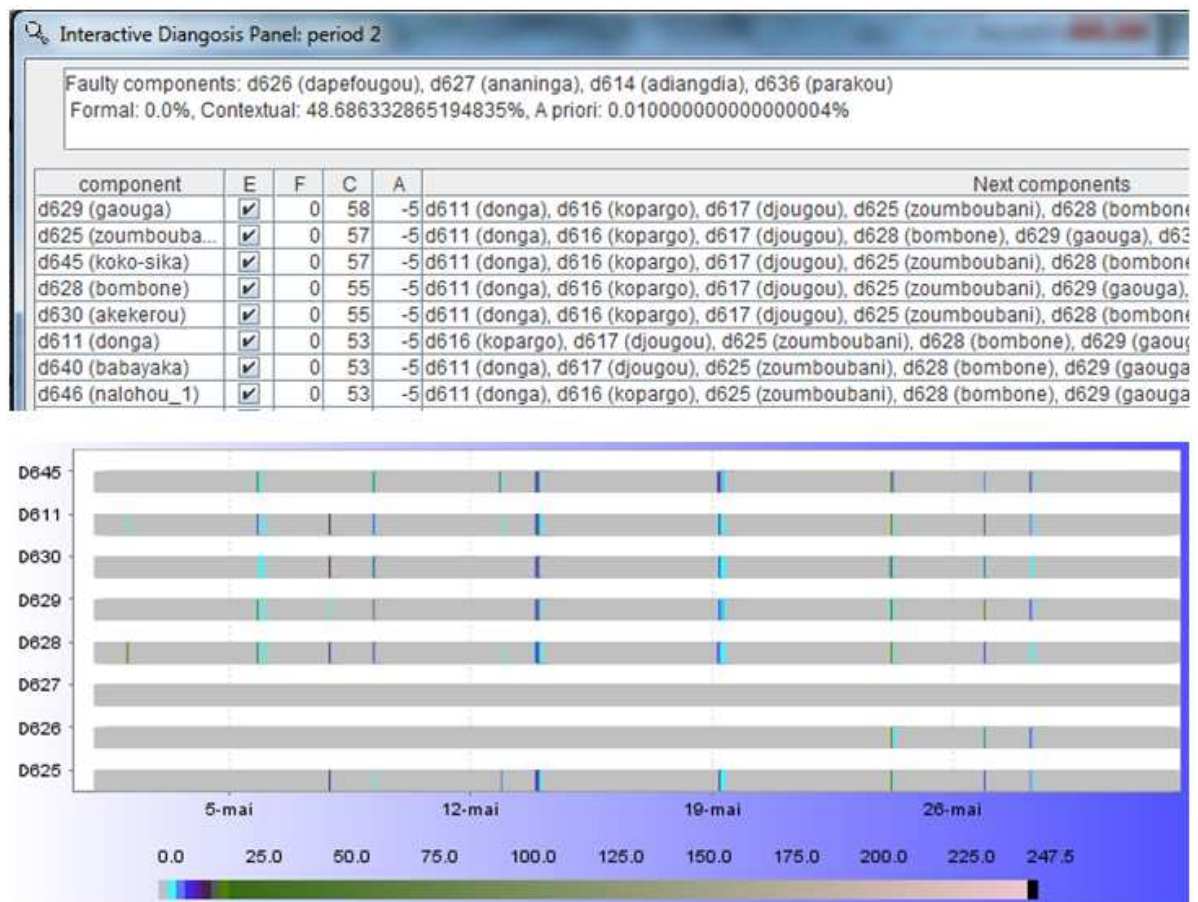 Interactive Diangosis Panel: period 2
Faulty components: d626 (dapefougou), d627 (ananinga), d614 (adiangdia), d636 (parakou)
Formal: 0.0%, Contextual: 48.686332865194835%, A priori: 0.010000000000000004%
component E F C A Next components
d629 (gaouga) ✔ 0 58 -5 d611 (donga), d616 (kopargo), d617 (djougou), d625 (zoumboubani), d628 (bombone
d625 (zoumbouba... ✔ 0 57 -5 d611 (donga), d616 (kopargo), d617 (djougou), d628 (bombone), d629 (gaouga), d63
d645 (koko-sika) ✔ 0 57 -5 d611 (donga), d616 (kopargo), d617 (djougou), d625 (zoumboubani), d628 (bombone
d628 (bombone) ✔ 0 55 -5 d611 (donga), d616 (kopargo), d617 (djougou), d625 (zoumboubani), d629 (gaouga),
d630 (akekerou) ✔ 0 55 -5 d611 (donga), d616 (kopargo), d617 (djougou), d625 (zoumboubani), d628 (bombone
d611 (donga) ✔ 0 53 -5 d616 (kopargo), d617 (djougou), d625 (zoumboubani), d628 (bombone), d629 (gaoug
d640 (babayaka) ✔ 0 53 -5 d611 (donga), d617 (djougou), d625 (zoumboubani), d628 (bombone), d629 (gaouga
d646 (nalohou_1) ✔ 0 53 -5 d611 (donga), d616 (kopargo), d617 (djougou), d625 (zoumboubani), d628 (bombone), d629 (gaouga
D645
D611
D630
D629
D628
D627
D626
D625
5-mai 12-mai 19-mai 26-mai
0.0 25.0 50.0 75.0 100.0 125.0 150.0 175.0 200.0 225.0 247.5